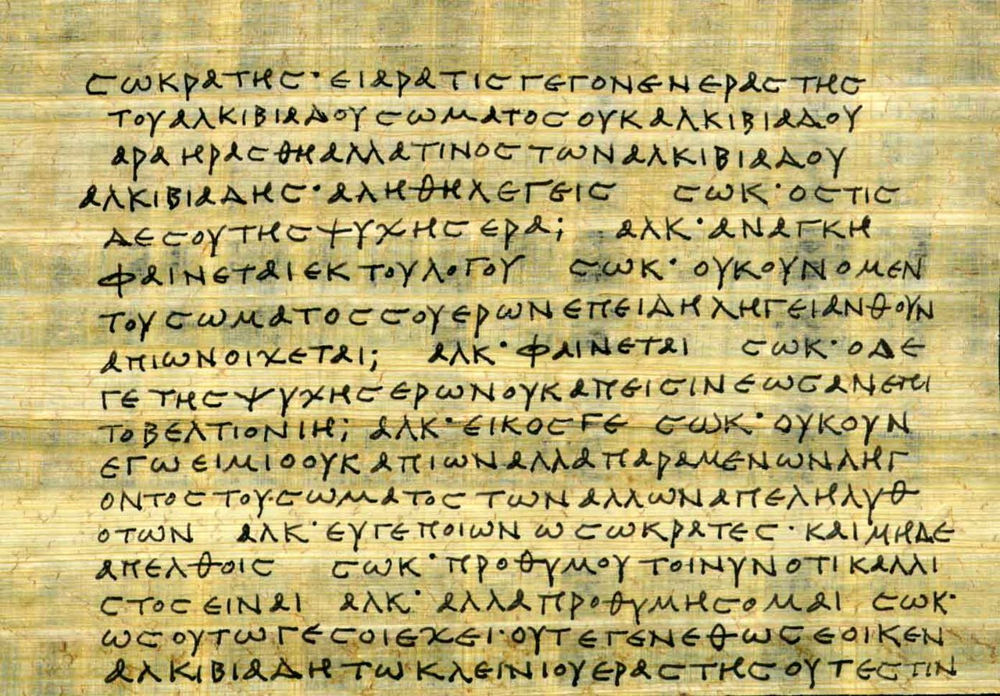 ϹΩΚΡΑΤΗϹ· ΕΙΑΡΑΤΙϹΓΕΓΟΝΕΝΕΡΑϹΤΗϹ
ΤΟΥΑΛΚΙΒΙΑΔΟΥϹΩΜΑΤΟϹΟΥΚΑΛΚΙΒΙΑΔΟΥ
ΑΡΑΗΡΑϹΘΗΑΛΛΑΤΙΝΟϹΤΩΝΑΛΚΙΒΙΑΔΟΥ
ΑΛΚΙΒΙΑΔΗϹ· ΑΛΗΘΗΛΕΓΕΙϹ ϹΩΚ· ΟϹΤΙϹ
ΔΕϹΟΥΤΗϹΨΥΧΗϹΕΡΑ; ΑΛΚ· ΑΝΑΓΚΗ
ΦΑΙΝΕΤΑΙΕΚΤΟΥΛΟΓΟΥ ϹΩΚ· ΟΥΚΟΥΝΟΜΕΝ
ΤΟΥϹΩΜΑΤΟϹϹΟΥΕΡΩΝΕΠΕΙΔΗΛΗΓΕΙΑΝΘΟΥΝ
ΑΠΙΩΝΟΙΧΕΤΑΙ; ΑΛΚ· ΦΑΙΝΕΤΑΙ ϹΩΚ· ΟΔΕ
ΓΕΤΗϹΨΥΧΗϹΕΡΩΝΟΥΚΑΠΕΙϹΙΝΕΩϹΑΝΕΠΙ
ΤΟΒΕΛΤΙΟΝΙΗ; ΑΛΚ· ΕΙΚΟϹΓΕ ϹΩΚ· ΟΥΚΟΥΝ
ΕΓΩΕΙΜΙΟΟΥΚΑΠΙΩΝΑΛΛΑΠΑΡΑΜΕΝΩΝΛΗΓ
ΟΝΤΟϹΤΟΥ·ϹΩΜΑΤΟϹΤΩΝΑΛΛΩΝΑΠΕΛΗΛΥΘ
ΟΤΩΝ ΑΛΚ· ΕΥΓΕΠΟΙΩΝΩϹΩΚΡΑΤΕϹ· ΚΑΙΜΗΔΕ
ΑΠΕΛΘΟΙϹ ϹΩΚ· ΠΡΟΘΥΜΟΥΤΟΙΝΥΝΟΤΙΚΑΛΛΙ
ϹΤΟϹΕΙΝΑΙ ΑΛΚ· ΑΛΛΑΠΡΟΘΥΜΗϹΟΜΑΙ ϹΩΚ·
ΩϹΟΥΤΩΓΕϹΟΙΕΧΕΙ· ΟΥΤΕΓΕΝΕΘΩϹΕΟΙΚΕΝ
ΑΛΚΙΒΙΑΔΗΤΩΚΛΕΙΝΙΟΥΕΡΑϹΤΗϹΟΥΤΕϹΤΙΝ